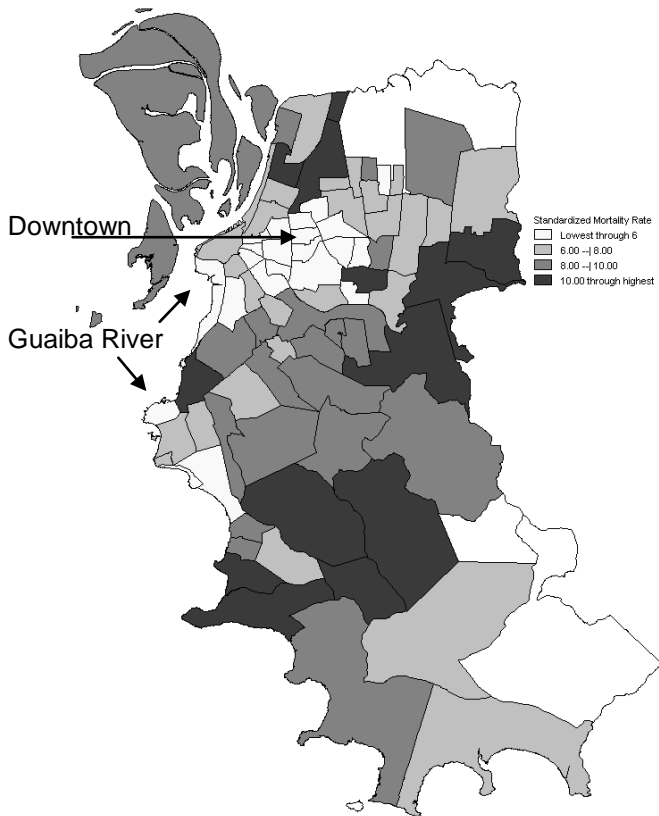 Downtown
Guaiba River
Standardized Mortality Rate
Lowest through 6
6.00 --| 8.00
8.00 --| 10.00
10.00 through highest